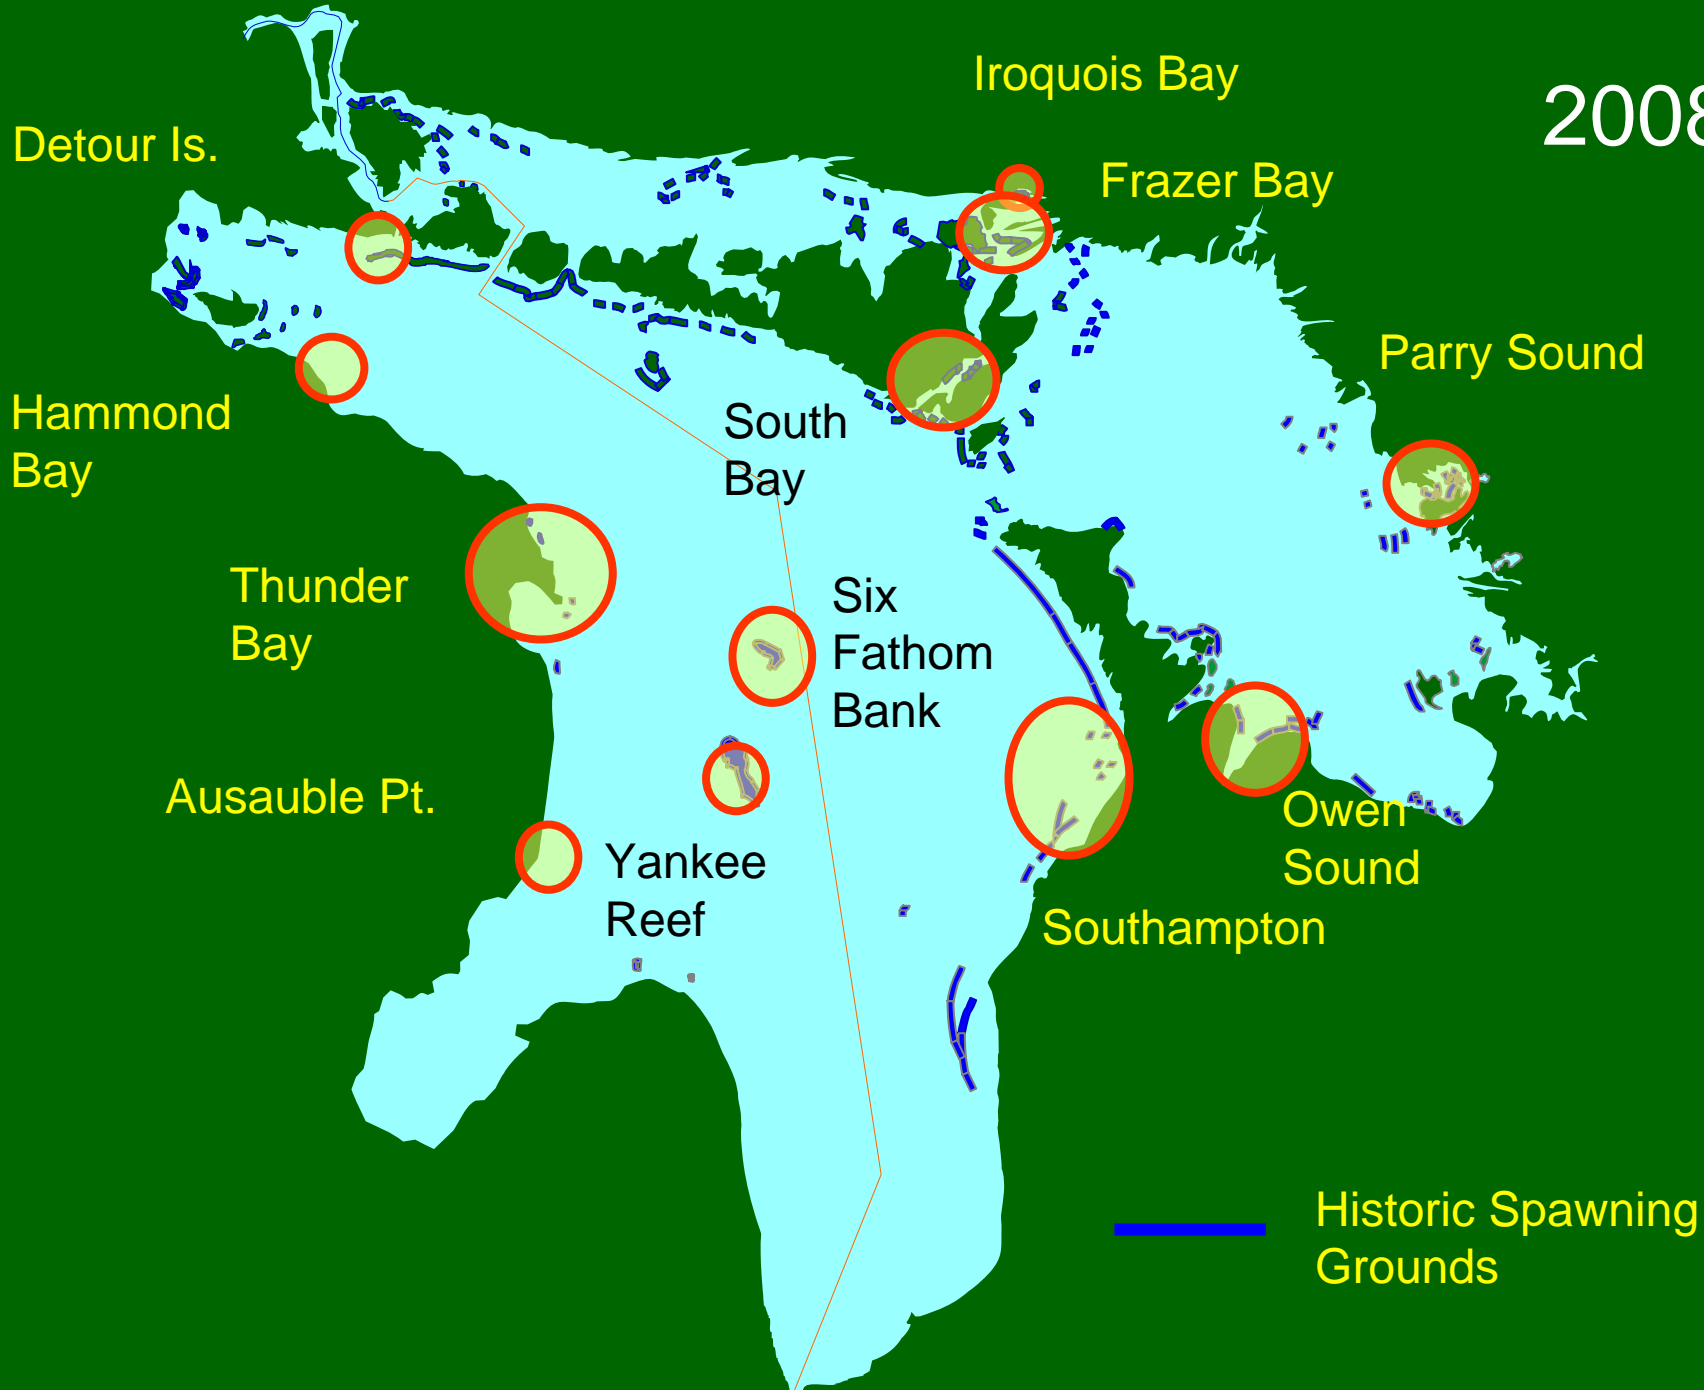 Iroquois Bay
2008
Detour Is.
Frazer Bay
Parry Sound
Hammond
Bay
South
Bay
Thunder
Bay
Six
Fathom
Bank
Ausauble Pt.
Owen
Sound
Yankee
Reef
Southampton
Historic Spawning
Grounds